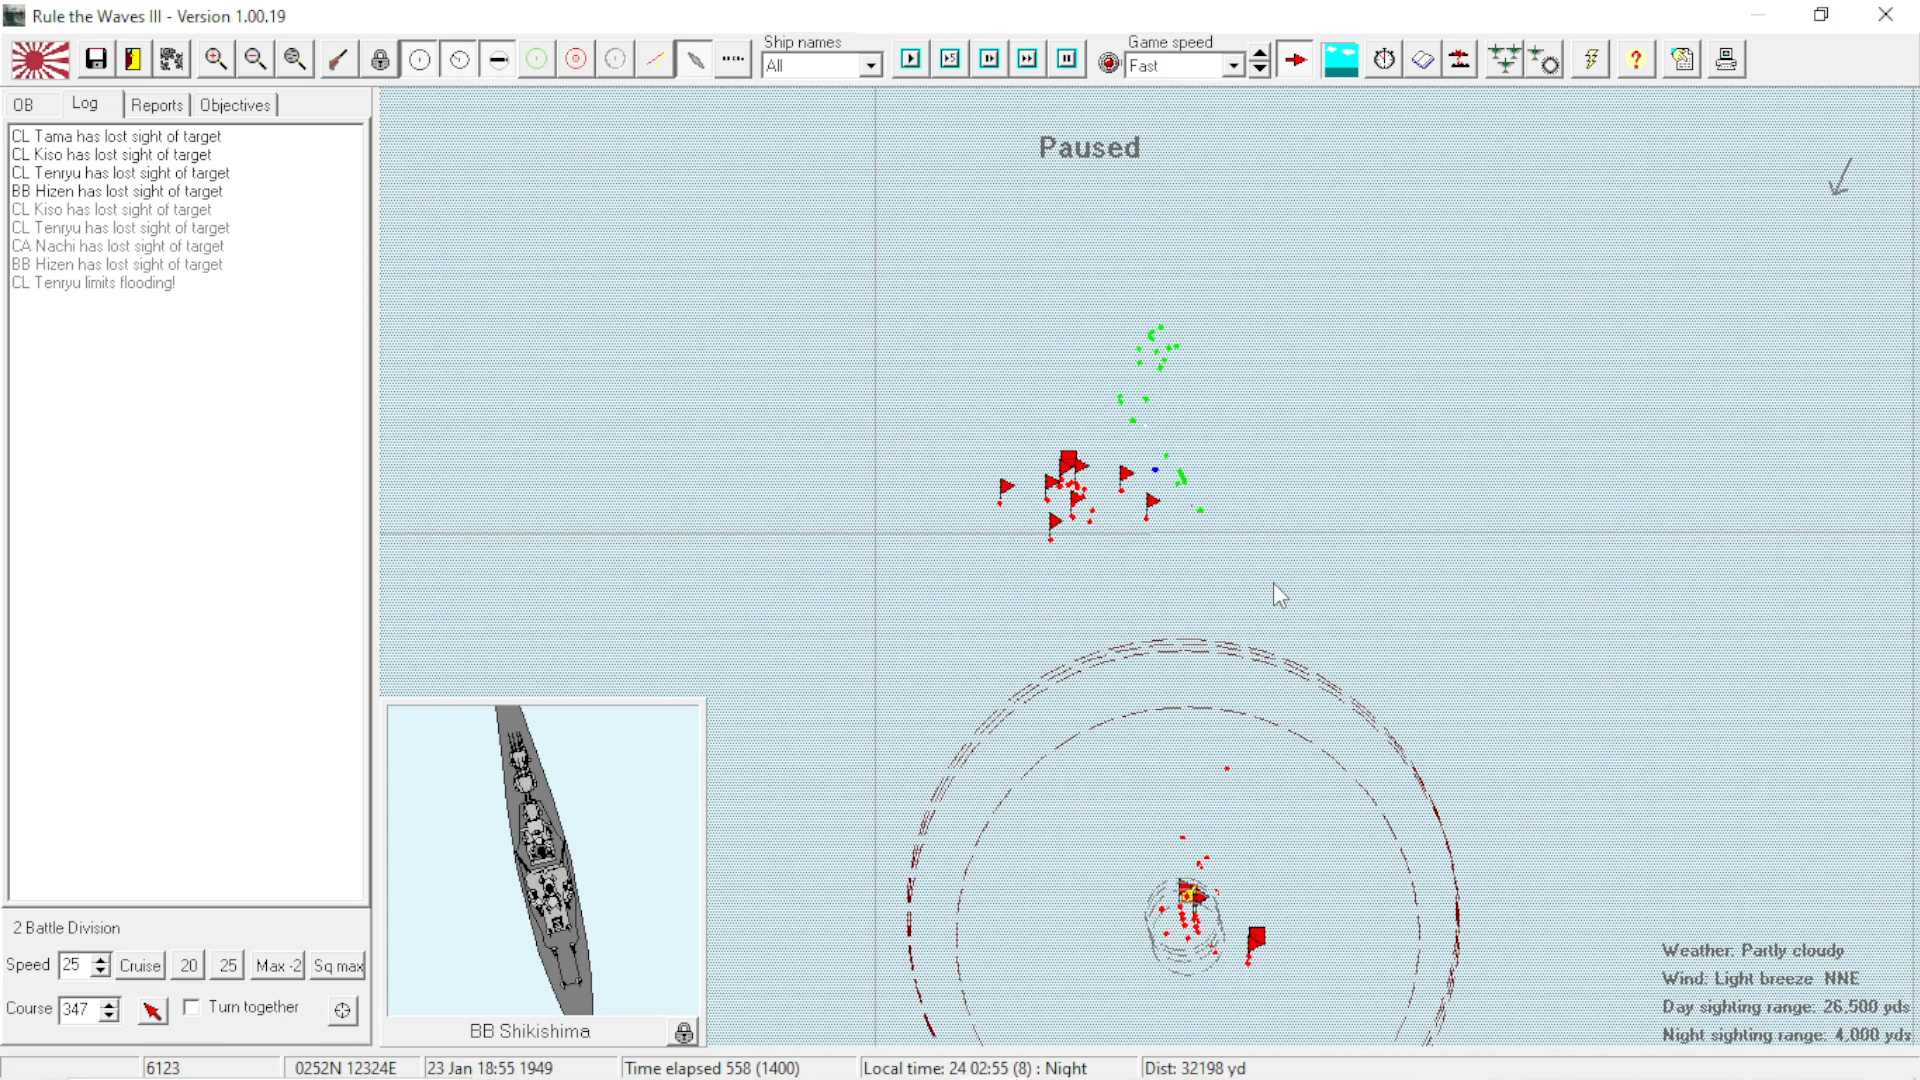 Rule the Waves III - Version 1.00.19
Ship names
All
Game speed
Fast
OB
Log
Reports
Objectives
CL Tama has lost sight of target
CL Kiso has lost sight of target
CL Tenryu has lost sight of target
BB Hizen has lost sight of target
CL Kiso has lost sight of target
CL Tenryu has lost sight of target
CA Nachi has lost sight of target
BB Hizen has lost sight of target
CL Tenryu limits flooding!
Paused
2 Battle Division
Speed 25 Cruise 20 25 Max -2 Sq max
Course 347 Turn together
BB Shikishima
Weather: Partly cloudy
Wind: Light breeze NNE
Day sighting range: 26,500 yds
Night sighting range: 4,000 yds
6123
0252N 12324E
23 Jan 18:55 1949
Time elapsed 558 (1400)
Local time: 24 02:55 (8) : Night
Dist: 32198 yd